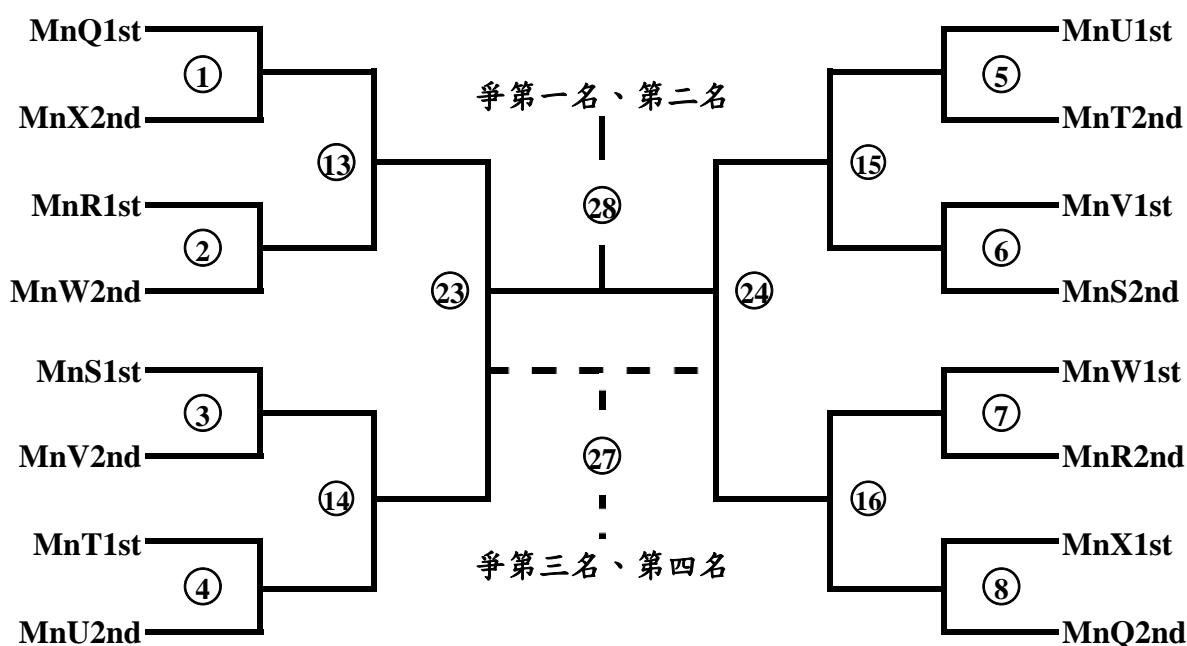 MnQ1st
①
MnX2nd
⑬
MnR1st
②
MnW2nd
㉓
MnS1st
③
MnV2nd
⑭
MnT1st
④
MnU2nd
爭第一名、第二名
㉘
㉗
爭第三名、第四名
MnU1st
⑤
MnT2nd
⑮
MnV1st
⑥
MnS2nd
㉔
MnW1st
⑦
MnR2nd
⑯
MnX1st
⑧
MnQ2nd